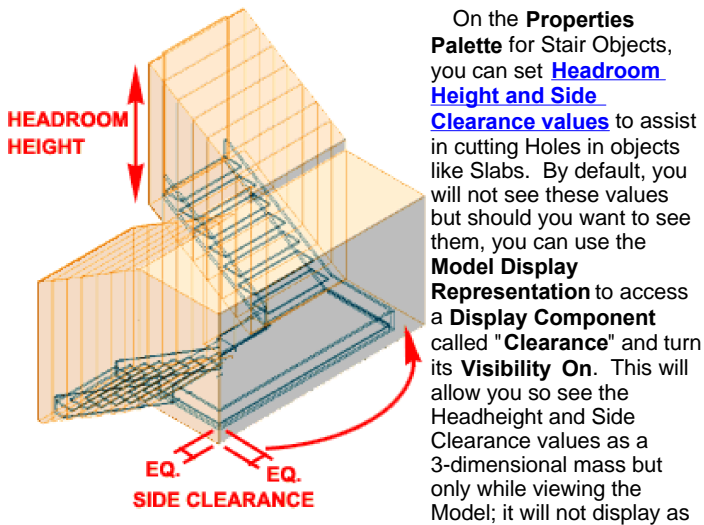 HEADROOM
HEIGHT
EQ.
EQ.
SIDE CLEARANCE
On the Properties
Palette for Stair Objects,
you can set Headroom
Height and Side
Clearance values to assist
in cutting Holes in objects
like Slabs. By default, you
will not see these values
but should you want to see
them, you can use the
Model Display
Representation to access
a Display Component
called "Clearance" and turn
its Visibility On. This will
allow you so see the
Headheight and Side
Clearance values as a
3-dimensional mass but
only while viewing the
Model; it will not display as